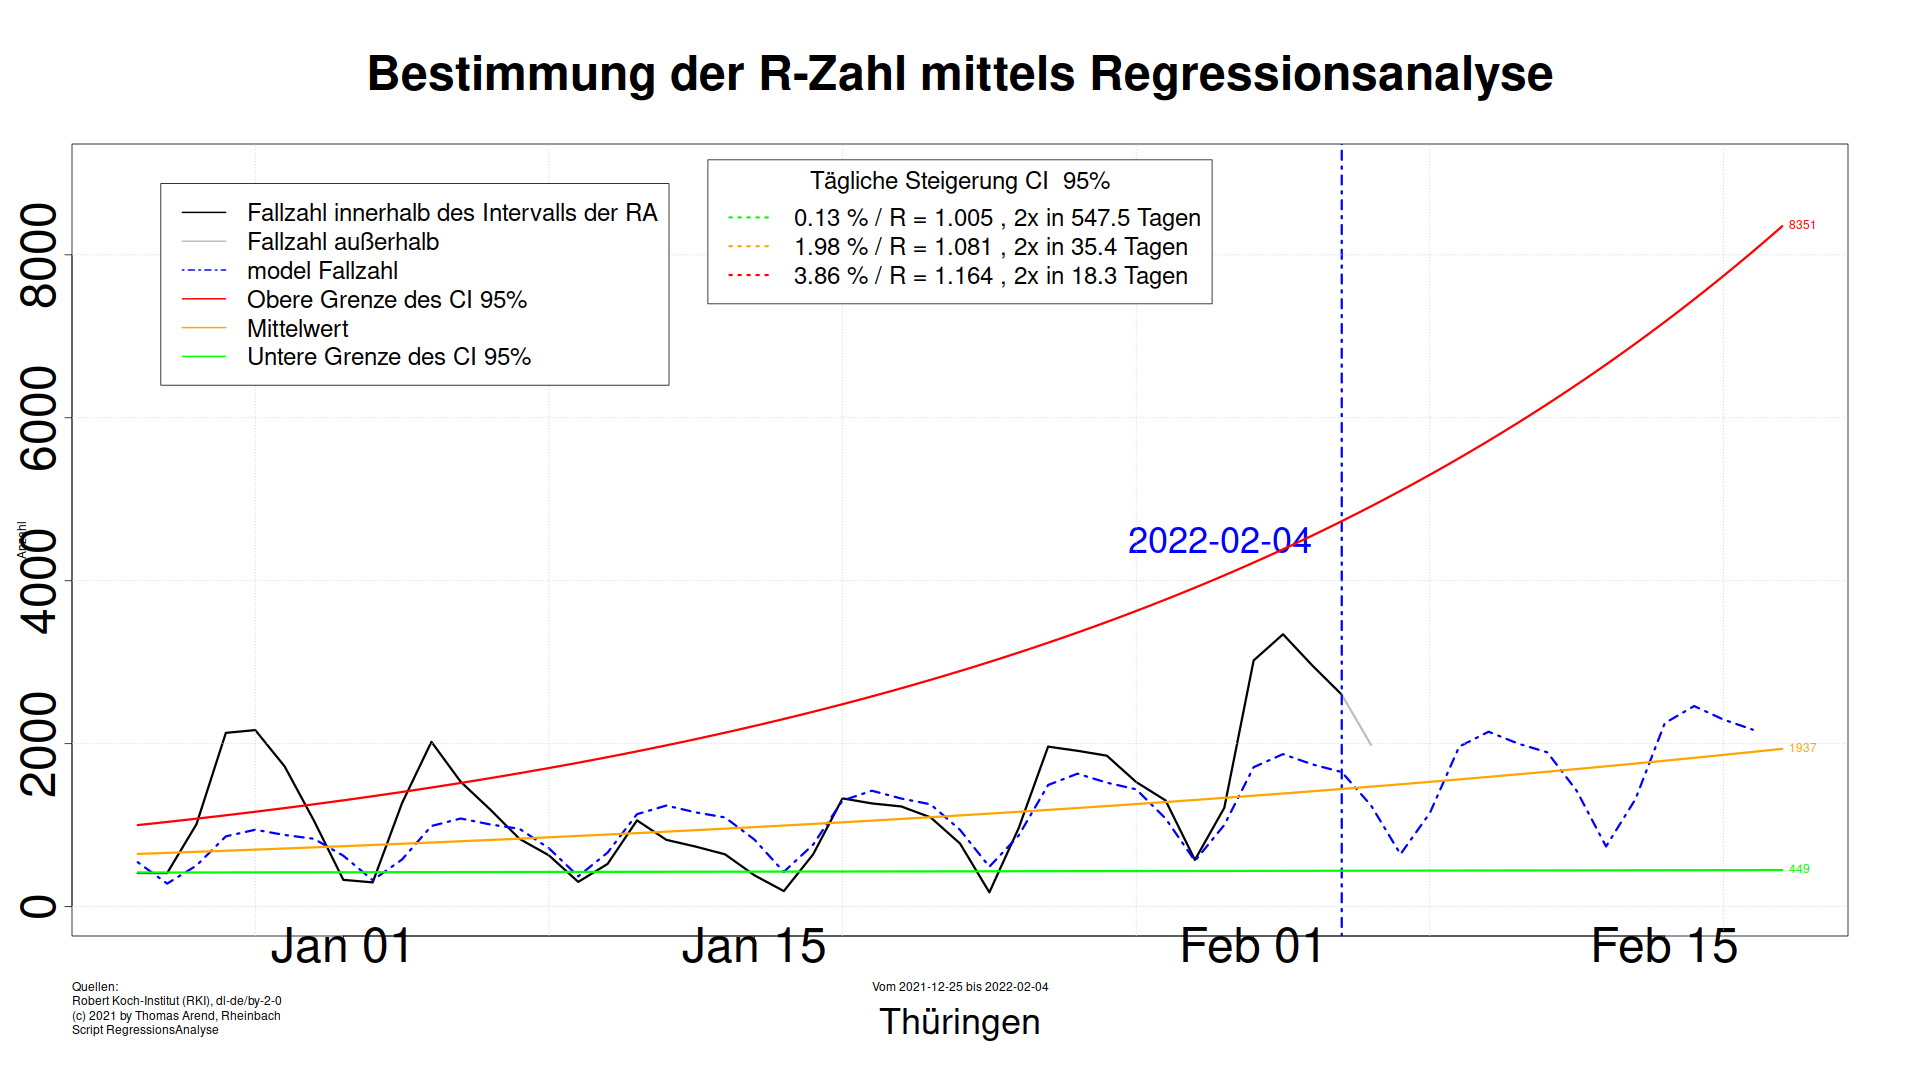 Bestimmung der R-Zahl mittels Regressionsanalyse
Fallzahl innerhalb des Intervalls der RA
Fallzahl außerhalb
model Fallzahl
Obere Grenze des CI 95%
Mittelwert
Untere Grenze des CI 95%
Tägliche Steigerung CI  95%
0.13 % / R = 1.005 , 2x in 547.5 Tagen
1.98 % / R = 1.081 , 2x in 35.4 Tagen
3.86 % / R = 1.164 , 2x in 18.3 Tagen
8000
6000
4000
2000
0
Anzahl
2022-02-04
8351
1937
449
Jan 01
Jan 15
Feb 01
Feb 15
Quellen:
Robert Koch-Institut (RKI), dl-de/by-2-0
(c) 2021 by Thomas Arend, Rheinbach
Script RegressionsAnalyse
Vom 2021-12-25 bis 2022-02-04
Thüringen